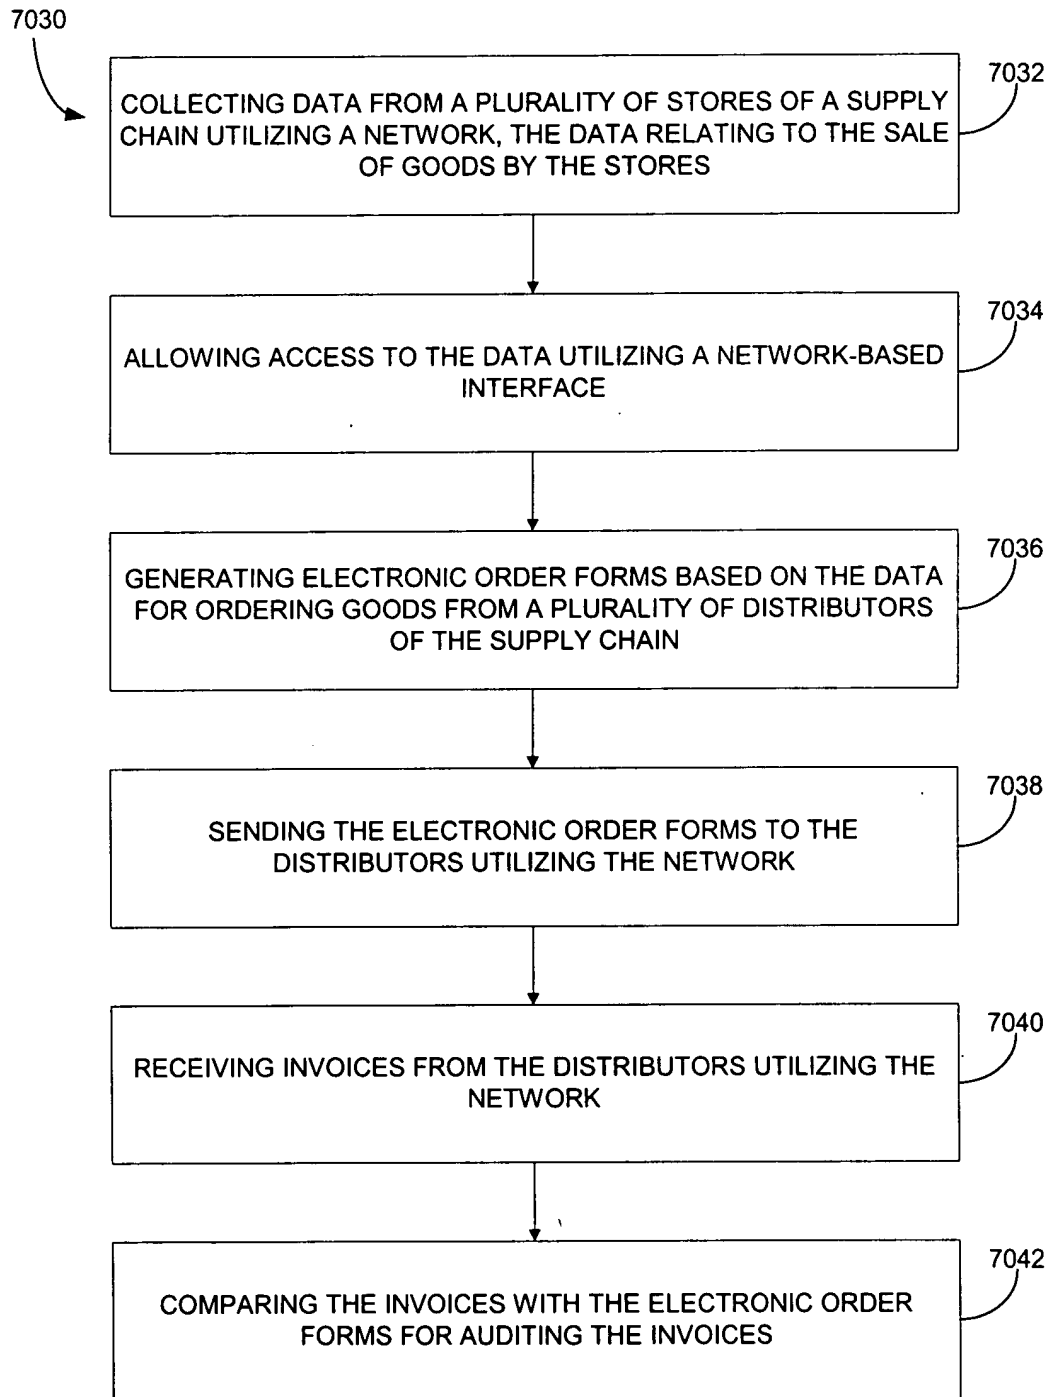 7030
7032
COLLECTING DATA FROM A PLURALITY OF STORES OF A SUPPLY
CHAIN UTILIZING A NETWORK, THE DATA RELATING TO THE SALE
OF GOODS BY THE STORES
7034
ALLOWING ACCESS TO THE DATA UTILIZING A NETWORK-BASED
INTERFACE
7036
GENERATING ELECTRONIC ORDER FORMS BASED ON THE DATA
FOR ORDERING GOODS FROM A PLURALITY OF DISTRIBUTORS
OF THE SUPPLY CHAIN
7038
SENDING THE ELECTRONIC ORDER FORMS TO THE
DISTRIBUTORS UTILIZING THE NETWORK
7040
RECEIVING INVOICES FROM THE DISTRIBUTORS UTILIZING THE
NETWORK
7042
COMPARING THE INVOICES WITH THE ELECTRONIC ORDER
FORMS FOR AUDITING THE INVOICES